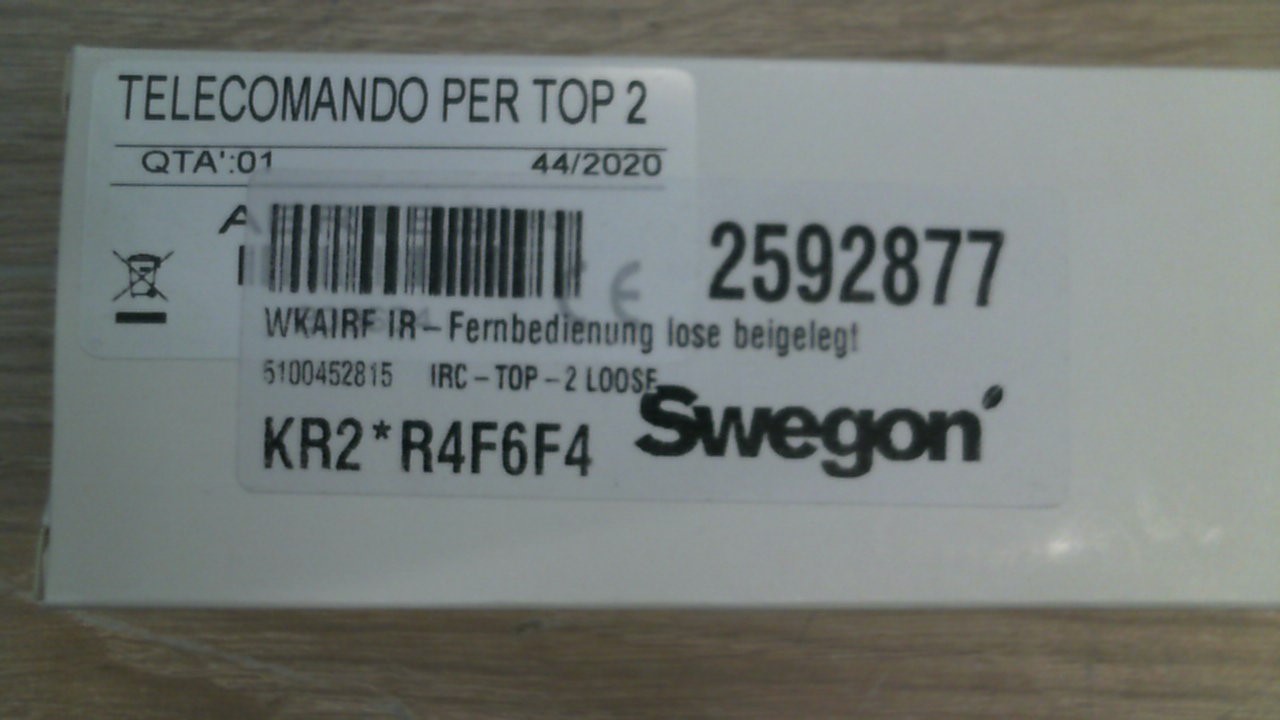 TELECOMANDO PER TOP 2
QTA':01 44/2020
2592877
WKAIRF IR-Fernbedienung lose beigelegt
5100452815 IRC-TOP-2 LOOSE
KR2*R4F6F4
Swegon